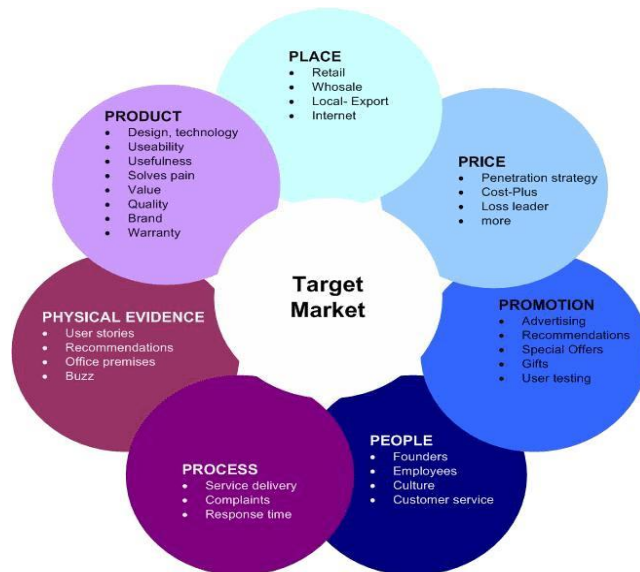 PLACE
• Retail
• Whosale
• Local- Export
• Internet
PRODUCT
• Design, technology
• Useability
• Usefulness
• Solves pain
• Value
• Quality
• Brand
• Warranty
PRICE
• Penetration strategy
• Cost-Plus
• Loss leader
• more
Target
Market
PHYSICAL EVIDENCE
• User stories
• Recommendations
• Office premises
• Buzz
PROMOTION
• Advertising
• Recommendations
• Special Offers
• Gifts
• User testing
PROCESS
• Service delivery
• Complaints
• Response time
PEOPLE
• Founders
• Employees
• Culture
• Customer service